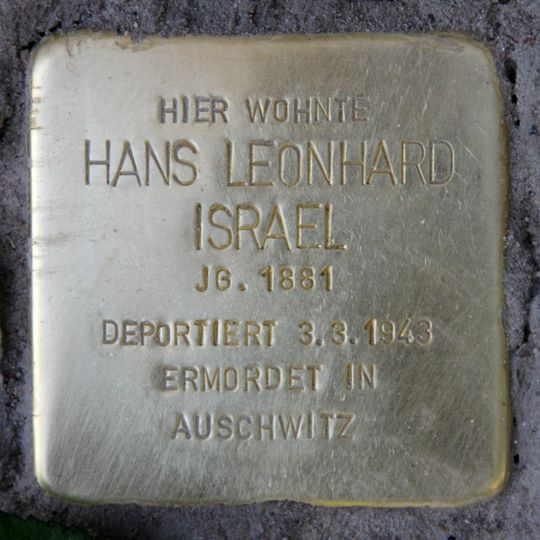 HIER WOHNTE
HANS LEONHARD
ISRAEL
JG. 1881
DEPORTIERT 3.3.1943
ERMORDET IN
AUSCHWITZ